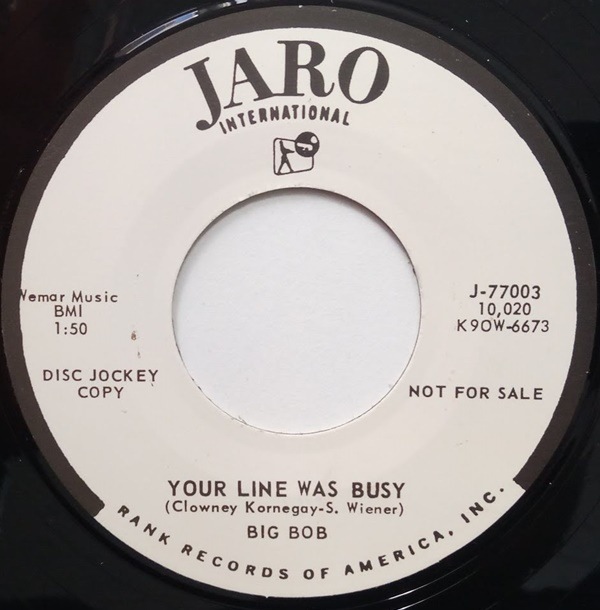 JARO
INTERNATIONAL
Wemar Music
BMI
1:50
J-77003
10,020
K9OW-6673
DISC JOCKEY
COPY
NOT FOR SALE
YOUR LINE WAS BUSY
(Clowney Kornegay-S. Wiener)
BIG BOB
RANK RECORDS OF AMERICA, INC.